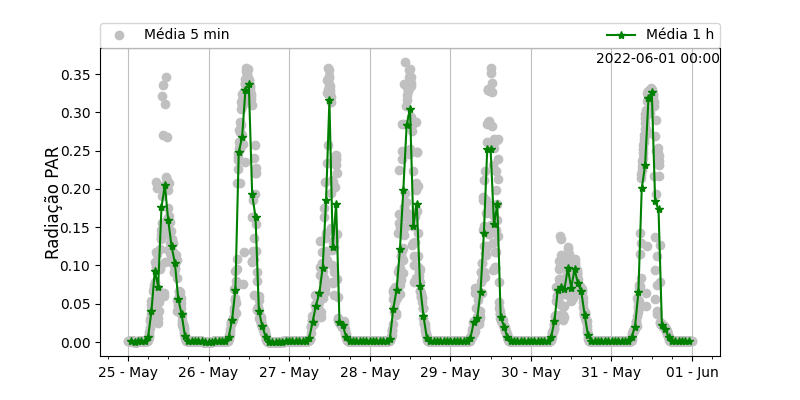 Média 5 min
Média 1 h
2022-06-01 00:00
Radiação PAR
0.35
0.30
0.25
0.20
0.15
0.10
0.05
0.00
25 - May
26 - May
27 - May
28 - May
29 - May
30 - May
31 - May
01 - Jun